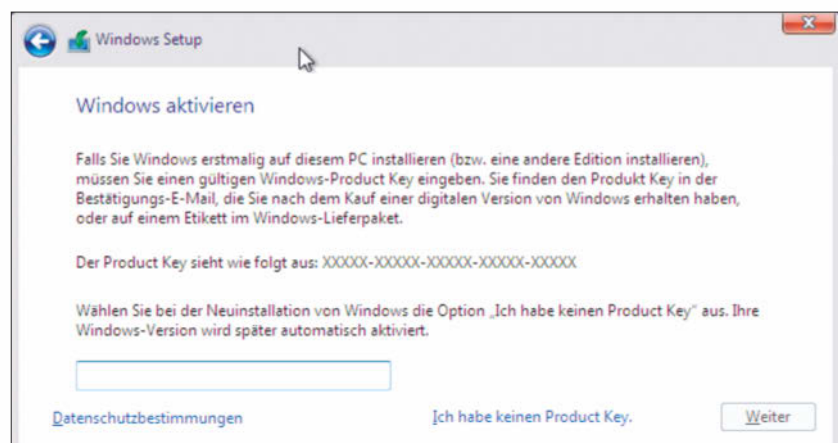 Windows Setup
Windows aktivieren
Falls Sie Windows erstmalig auf diesem PC installieren (bzw. eine andere Edition installieren),
müssen Sie einen gültigen Windows-Product Key eingeben. Sie finden den Produkt Key in der
Bestätigungs-E-Mail, die Sie nach dem Kauf einer digitalen Version von Windows erhalten haben,
oder auf einem Etikett im Windows-Lieferpaket.
Der Product Key sieht wie folgt aus: XXXXX-XXXXX-XXXXX-XXXXX-XXXXX
Wählen Sie bei der Neuinstallation von Windows die Option „Ich habe keinen Product Key“ aus. Ihre
Windows-Version wird später automatisch aktiviert.
Datenschutzbestimmungen Ich habe keinen Product Key. Weiter